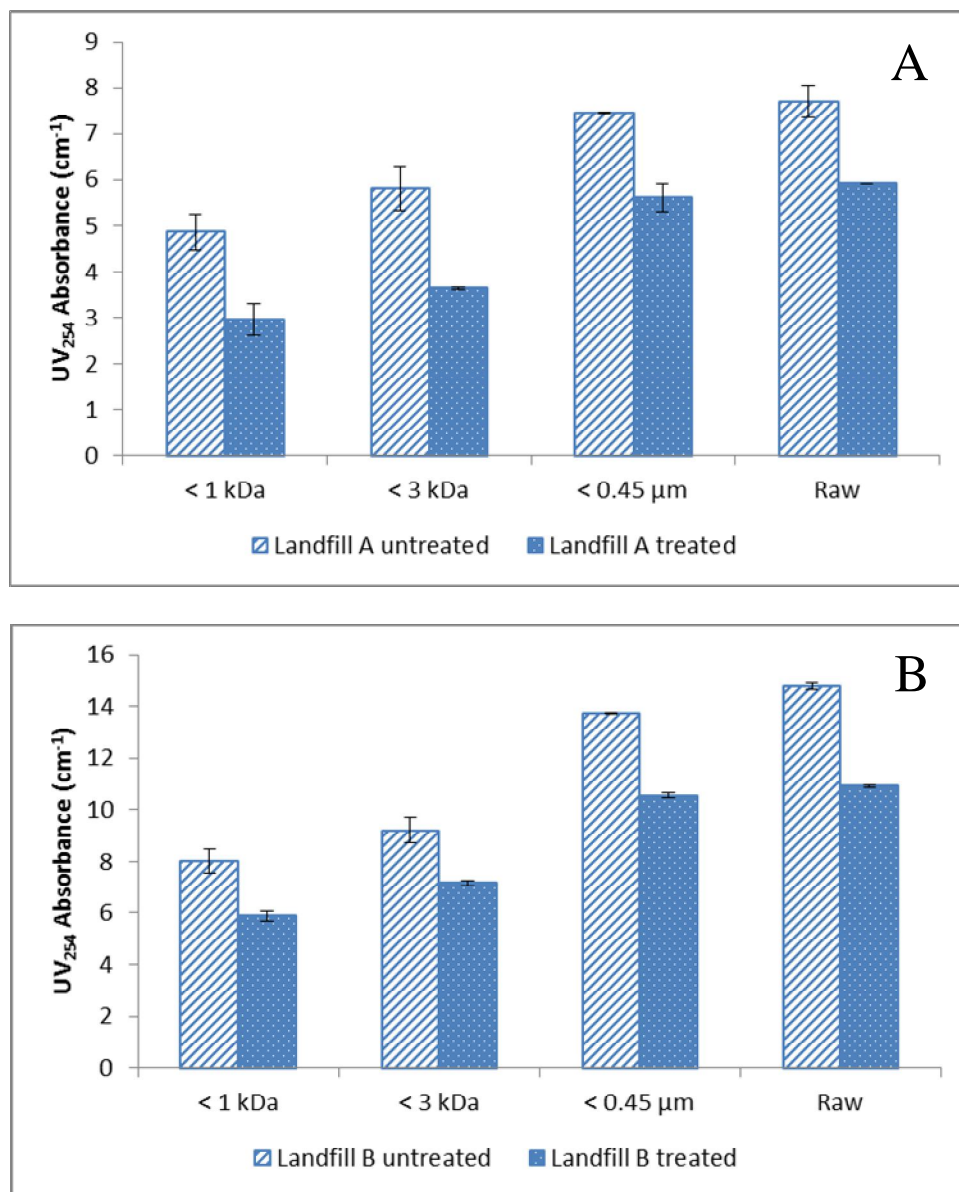 A
UV254 Absorbance (cm-1)
9
8
7
6
5
4
3
2
1
0
< 1 kDa
< 3 kDa
< 0.45 µm
Raw
Landfill A untreated
Landfill A treated
B
UV254 Absorbance (cm-1)
16
14
12
10
8
6
4
2
0
< 1 kDa
< 3 kDa
< 0.45 µm
Raw
Landfill B untreated
Landfill B treated